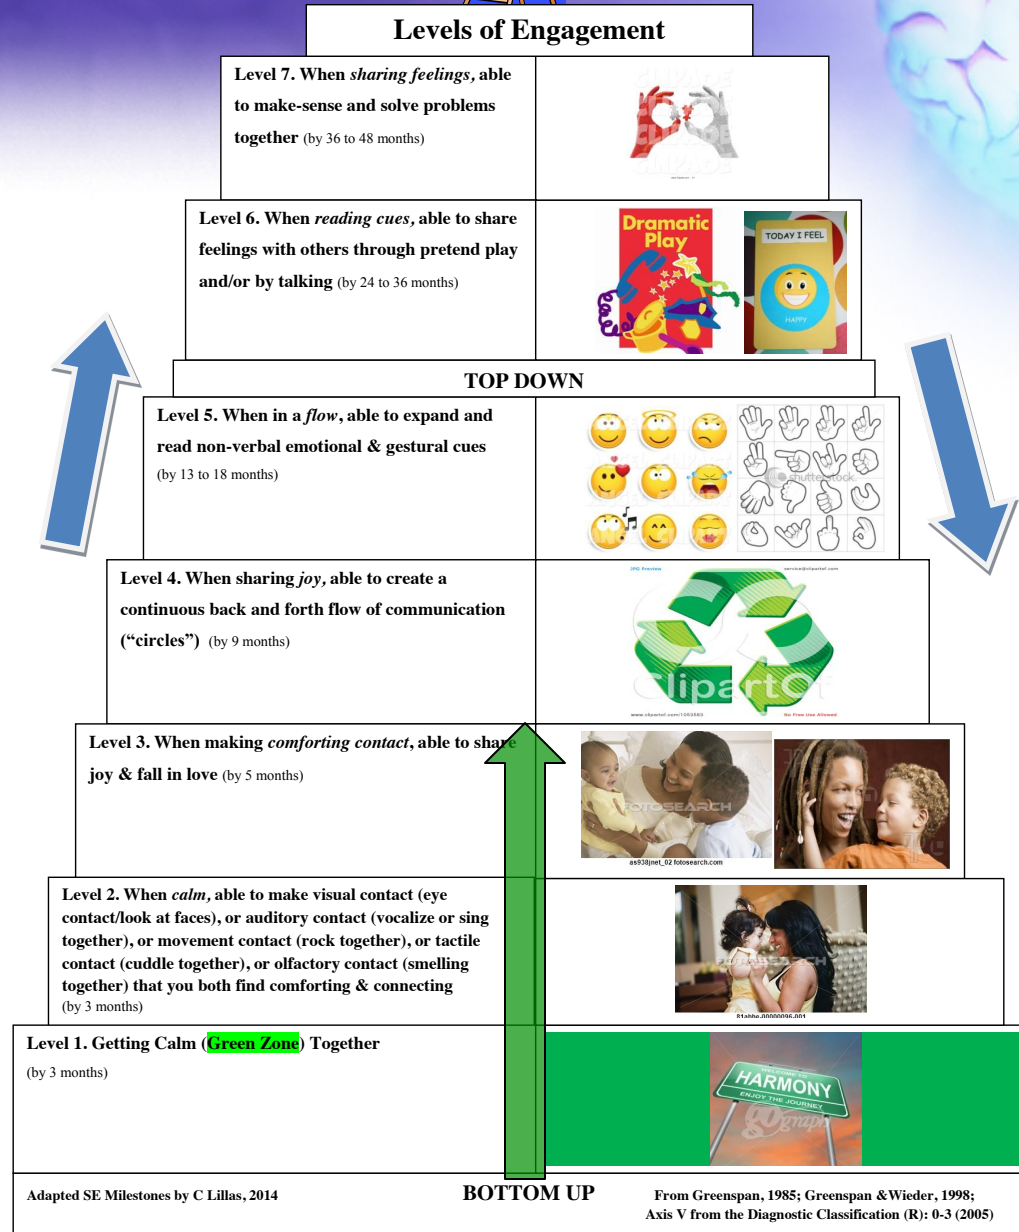 Levels of Engagement
Level 7. When sharing feelings, able
to make-sense and solve problems
together (by 36 to 48 months)
Level 6. When reading cues, able to share
feelings with others through pretend play
and/or by talking (by 24 to 36 months)
Dramatic
Play
TODAY I FEEL
HAPPY
TOP DOWN
Level 5. When in a flow, able to expand and
read non-verbal emotional & gestural cues
(by 13 to 18 months)
shutterstock
Level 4. When sharing joy, able to create a
continuous back and forth flow of communication
(“circles”) (by 9 months)
JPG Preview
service@clipartof.com
ClipartOf
www.clipartof.com/1053583
No Free Use Allowed
Level 3. When making comforting contact, able to share
joy & fall in love (by 5 months)
FOTOSEARCH
as938jnet_02 fotosearch.com
Level 2. When calm, able to make visual contact (eye
contact/look at faces), or auditory contact (vocalize or sing
together), or movement contact (rock together), or tactile
contact (cuddle together), or olfactory contact (smelling
together) that you both find comforting & connecting
(by 3 months)
FOTOSEARCH
Level 1. Getting Calm (Green Zone) Together
(by 3 months)
WELCOME TO
HARMONY
ENJOY THE JOURNEY
gograph
Adapted SE Milestones by C Lillas, 2014
BOTTOM UP
From Greenspan, 1985; Greenspan &Wieder, 1998;
Axis V from the Diagnostic Classification (R): 0-3 (2005)